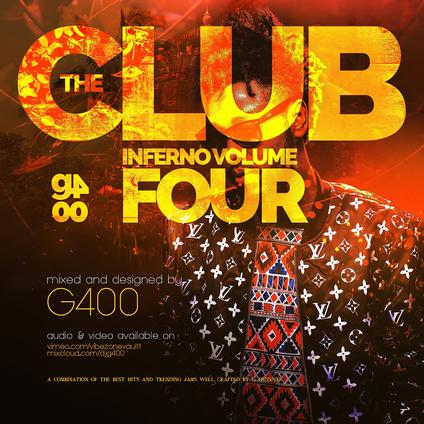 THE
CLUB
INFERNO VOLUME
FOUR
g4
00
mixed and designed by
G400
audio & video available on
vimeo.com/vibezonevault
mixcloud.com/djg400
A COMBINATION OF THE BEST HITS AND TRENDING JAMS WELL CRAFTED BY